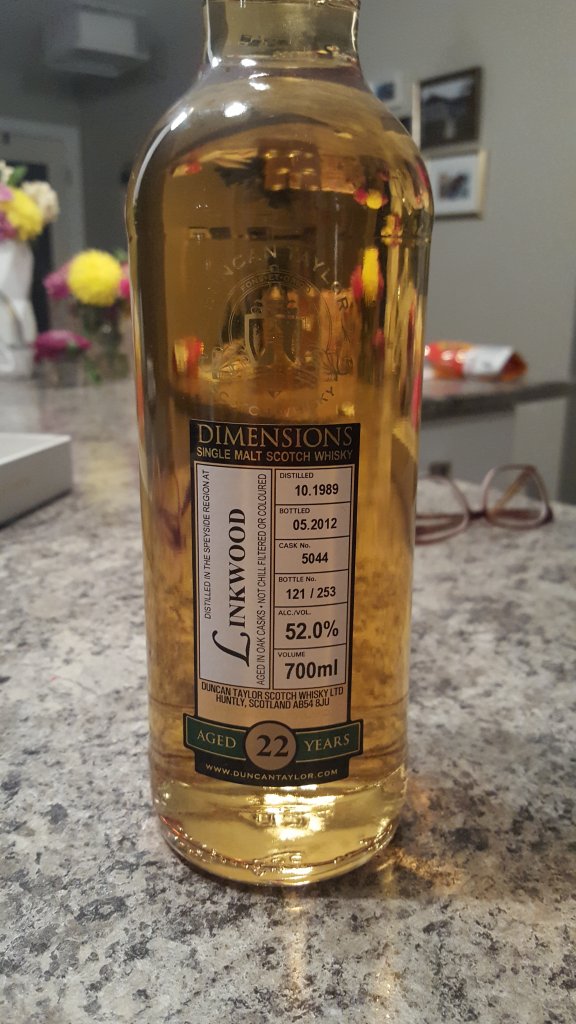 DUNCAN TAYLOR
DIMENSIONS
SINGLE MALT SCOTCH WHISKY
DISTILLED IN THE SPEYSIDE REGION AT
LINKWOOD
AGED IN OAK CASKS • NOT CHILL FILTERED OR COLOURED
DISTILLED
10.1989
BOTTLED
05.2012
CASK No.
5044
BOTTLE No.
121 / 253
ALC./VOL.
52.0%
VOLUME
700ml
DUNCAN TAYLOR SCOTCH WHISKY LTD
HUNTLY, SCOTLAND AB54 8JU
AGED 22 YEARS
WWW.DUNCANTAYLOR.COM